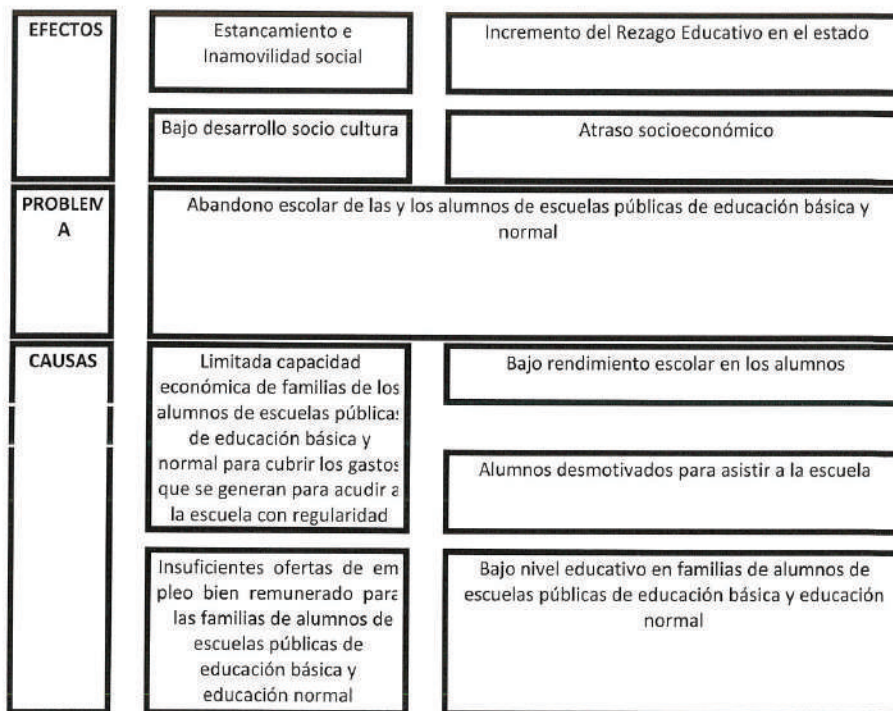 EFECTOS
Estancamiento e
Inamovilidad social
Incremento del Rezago Educativo en el estado
Bajo desarrollo socio cultura
Atraso socioeconómico
PROBLEM
A
Abandono escolar de las y los alumnos de escuelas públicas de educación básica y
normal
CAUSAS
Limitada capacidad
económica de familias de los
alumnos de escuelas públicas
de educación básica y
normal para cubrir los gastos
que se generan para acudir a
la escuela con regularidad
Bajo rendimiento escolar en los alumnos
Alumnos desmotivados para asistir a la escuela
Insuficientes ofertas de em
pleo bien remunerado para
las familias de alumnos de
escuelas públicas de
educación básica y
educación normal
Bajo nivel educativo en familias de alumnos de
escuelas públicas de educación básica y educación
normal